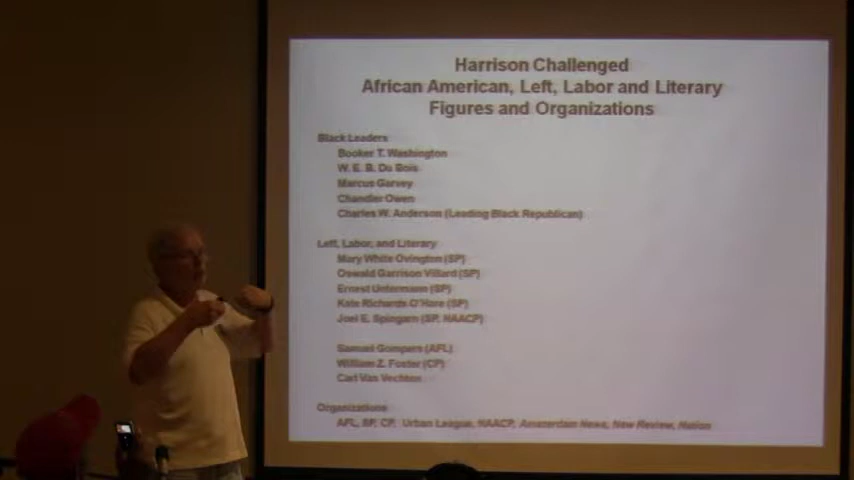 Harrison Challenged
African American, Left, Labor and Literary
Figures and Organizations
Black Leaders
Booker T. Washington
W. E. B. Du Bois
Marcus Garvey
Chandler Owen
Charles W. Anderson (Leading Black Republican)
Left, Labor, and Literary
Mary White Ovington (SP)
Oswald Garrison Villard (SP)
Ernest Untermann (SP)
Kate Richards O'Hare (SP)
Joel E. Spingarn (SP, NAACP)
Samuel Gompers (AFL)
William Z. Foster (CP)
Carl Van Vechten
Organizations
AFL, SP, CP, Urban League, NAACP, Amsterdam News, New Review, Nation